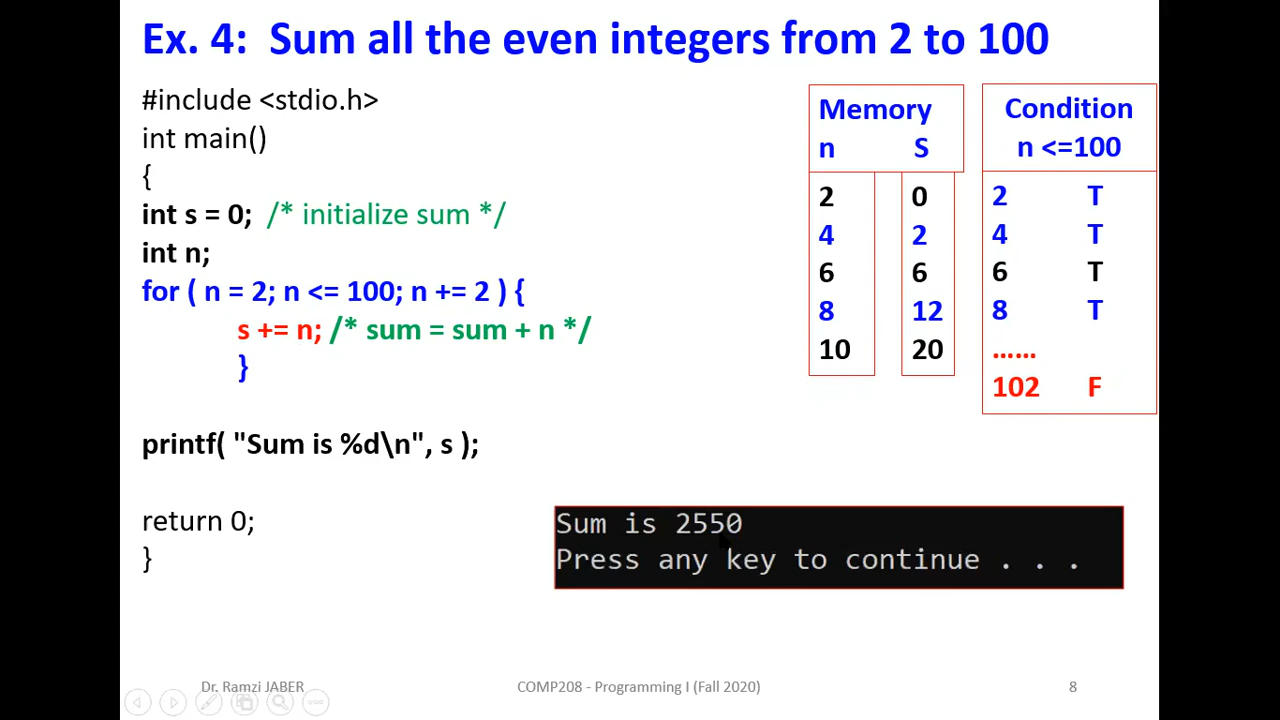 Ex. 4: Sum all the even integers from 2 to 100
#include <stdio.h>
int main()
{
int s = 0; /* initialize sum */
int n;
for ( n = 2; n <= 100; n += 2 ) {
s += n; /* sum = sum + n */
}
printf( "Sum is %d\n", s );
return 0;
}
Memory
n S
2 0
4 2
6 6
8 12
10 20
Condition
n <=100
2 T
4 T
6 T
8 T
......
102 F
Sum is 2550
Press any key to continue . . .
Dr. Ramzi JABER
COMP208 - Programming I (Fall 2020)
8